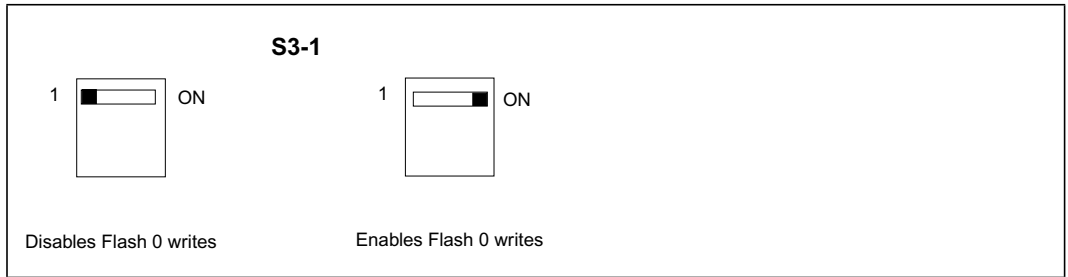 S3-1
1 ON 1 ON
Disables Flash 0 writes Enables Flash 0 writes